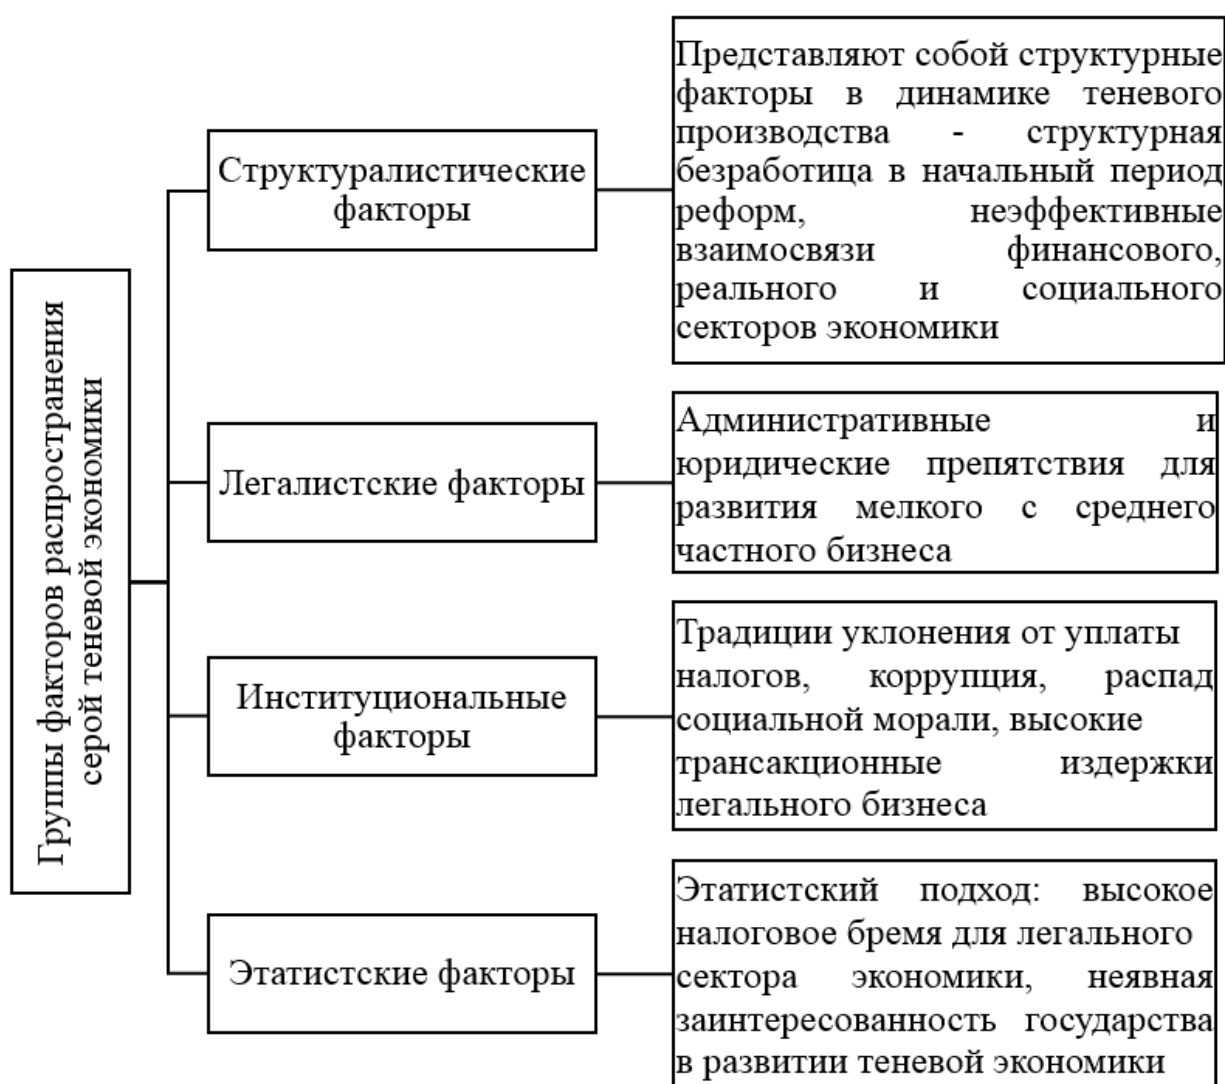 Группы факторов распространения
серой теневой экономики
Структуралистические
факторы
Представляют собой структурные
факторы в динамике теневого
производства - структурная
безработица в начальный период
реформ, неэффективные
взаимосвязи финансового,
реального и социального
секторов экономики
Легалистские факторы
Административные и
юридические препятствия для
развития мелкого с среднего
частного бизнеса
Институциональные
факторы
Традиции уклонения от уплаты
налогов, коррупция, распад
социальной морали, высокие
трансакционные издержки
легального бизнеса
Этатистские факторы
Этатистский подход: высокое
налоговое бремя для легального
сектора экономики, неявная
заинтересованность государства
в развитии теневой экономики